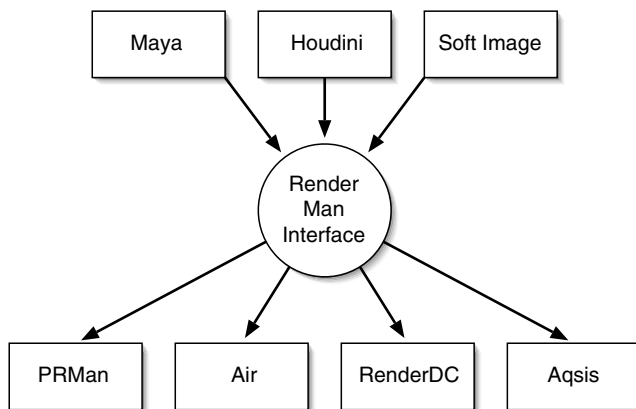 Maya
Houdini
Soft Image
Render
Man
Interface
PRMan
Air
RenderDC
Aqsis